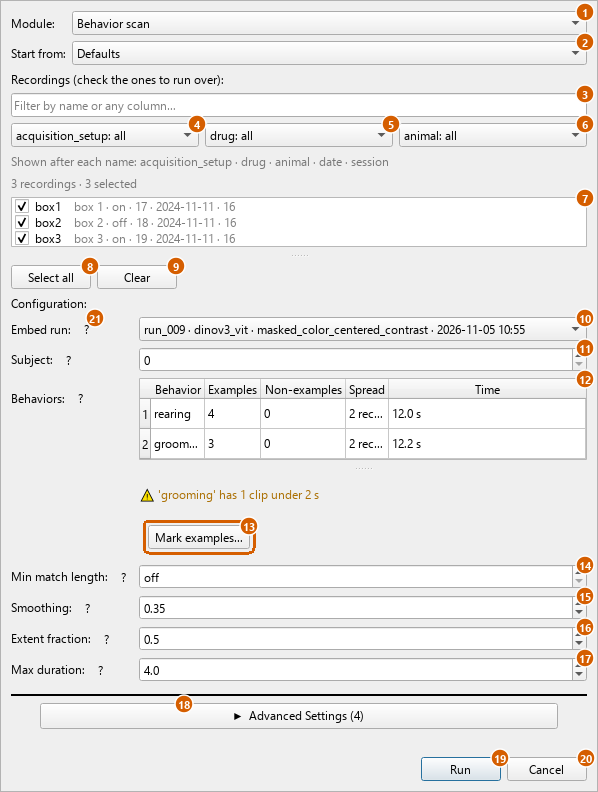 Module: Behavior scan 1
Start from: Defaults 2
Recordings (check the ones to run over):
Filter by name or any column... 3
acquisition_setup: all 4 drug: all 5 animal: all 6
Shown after each name: acquisition_setup · drug · animal · date · session
3 recordings · 3 selected
7
box1 box 1 · on · 17 · 2024-11-11 · 16
box2 box 2 · off · 18 · 2024-11-11 · 16
box3 box 3 · on · 19 · 2024-11-11 · 16
Select all 8 Clear 9
Configuration:
Embed run: ? 21 run_009 · dinov3_vit · masked_color_centered_contrast · 2026-11-05 10:55 10
Subject: ? 0 11
Behaviors: ? 12
Behavior Examples Non-examples Spread Time
1 rearing 4 0 2 rec... 12.0 s
2 groom... 3 0 2 rec... 12.2 s
'grooming' has 1 clip under 2 s
Mark examples... 13
Min match length: ? off 14
Smoothing: ? 0.35 15
Extent fraction: ? 0.5 16
Max duration: ? 4.0 17
18
► Advanced Settings (4)
Run 19 Cancel 20